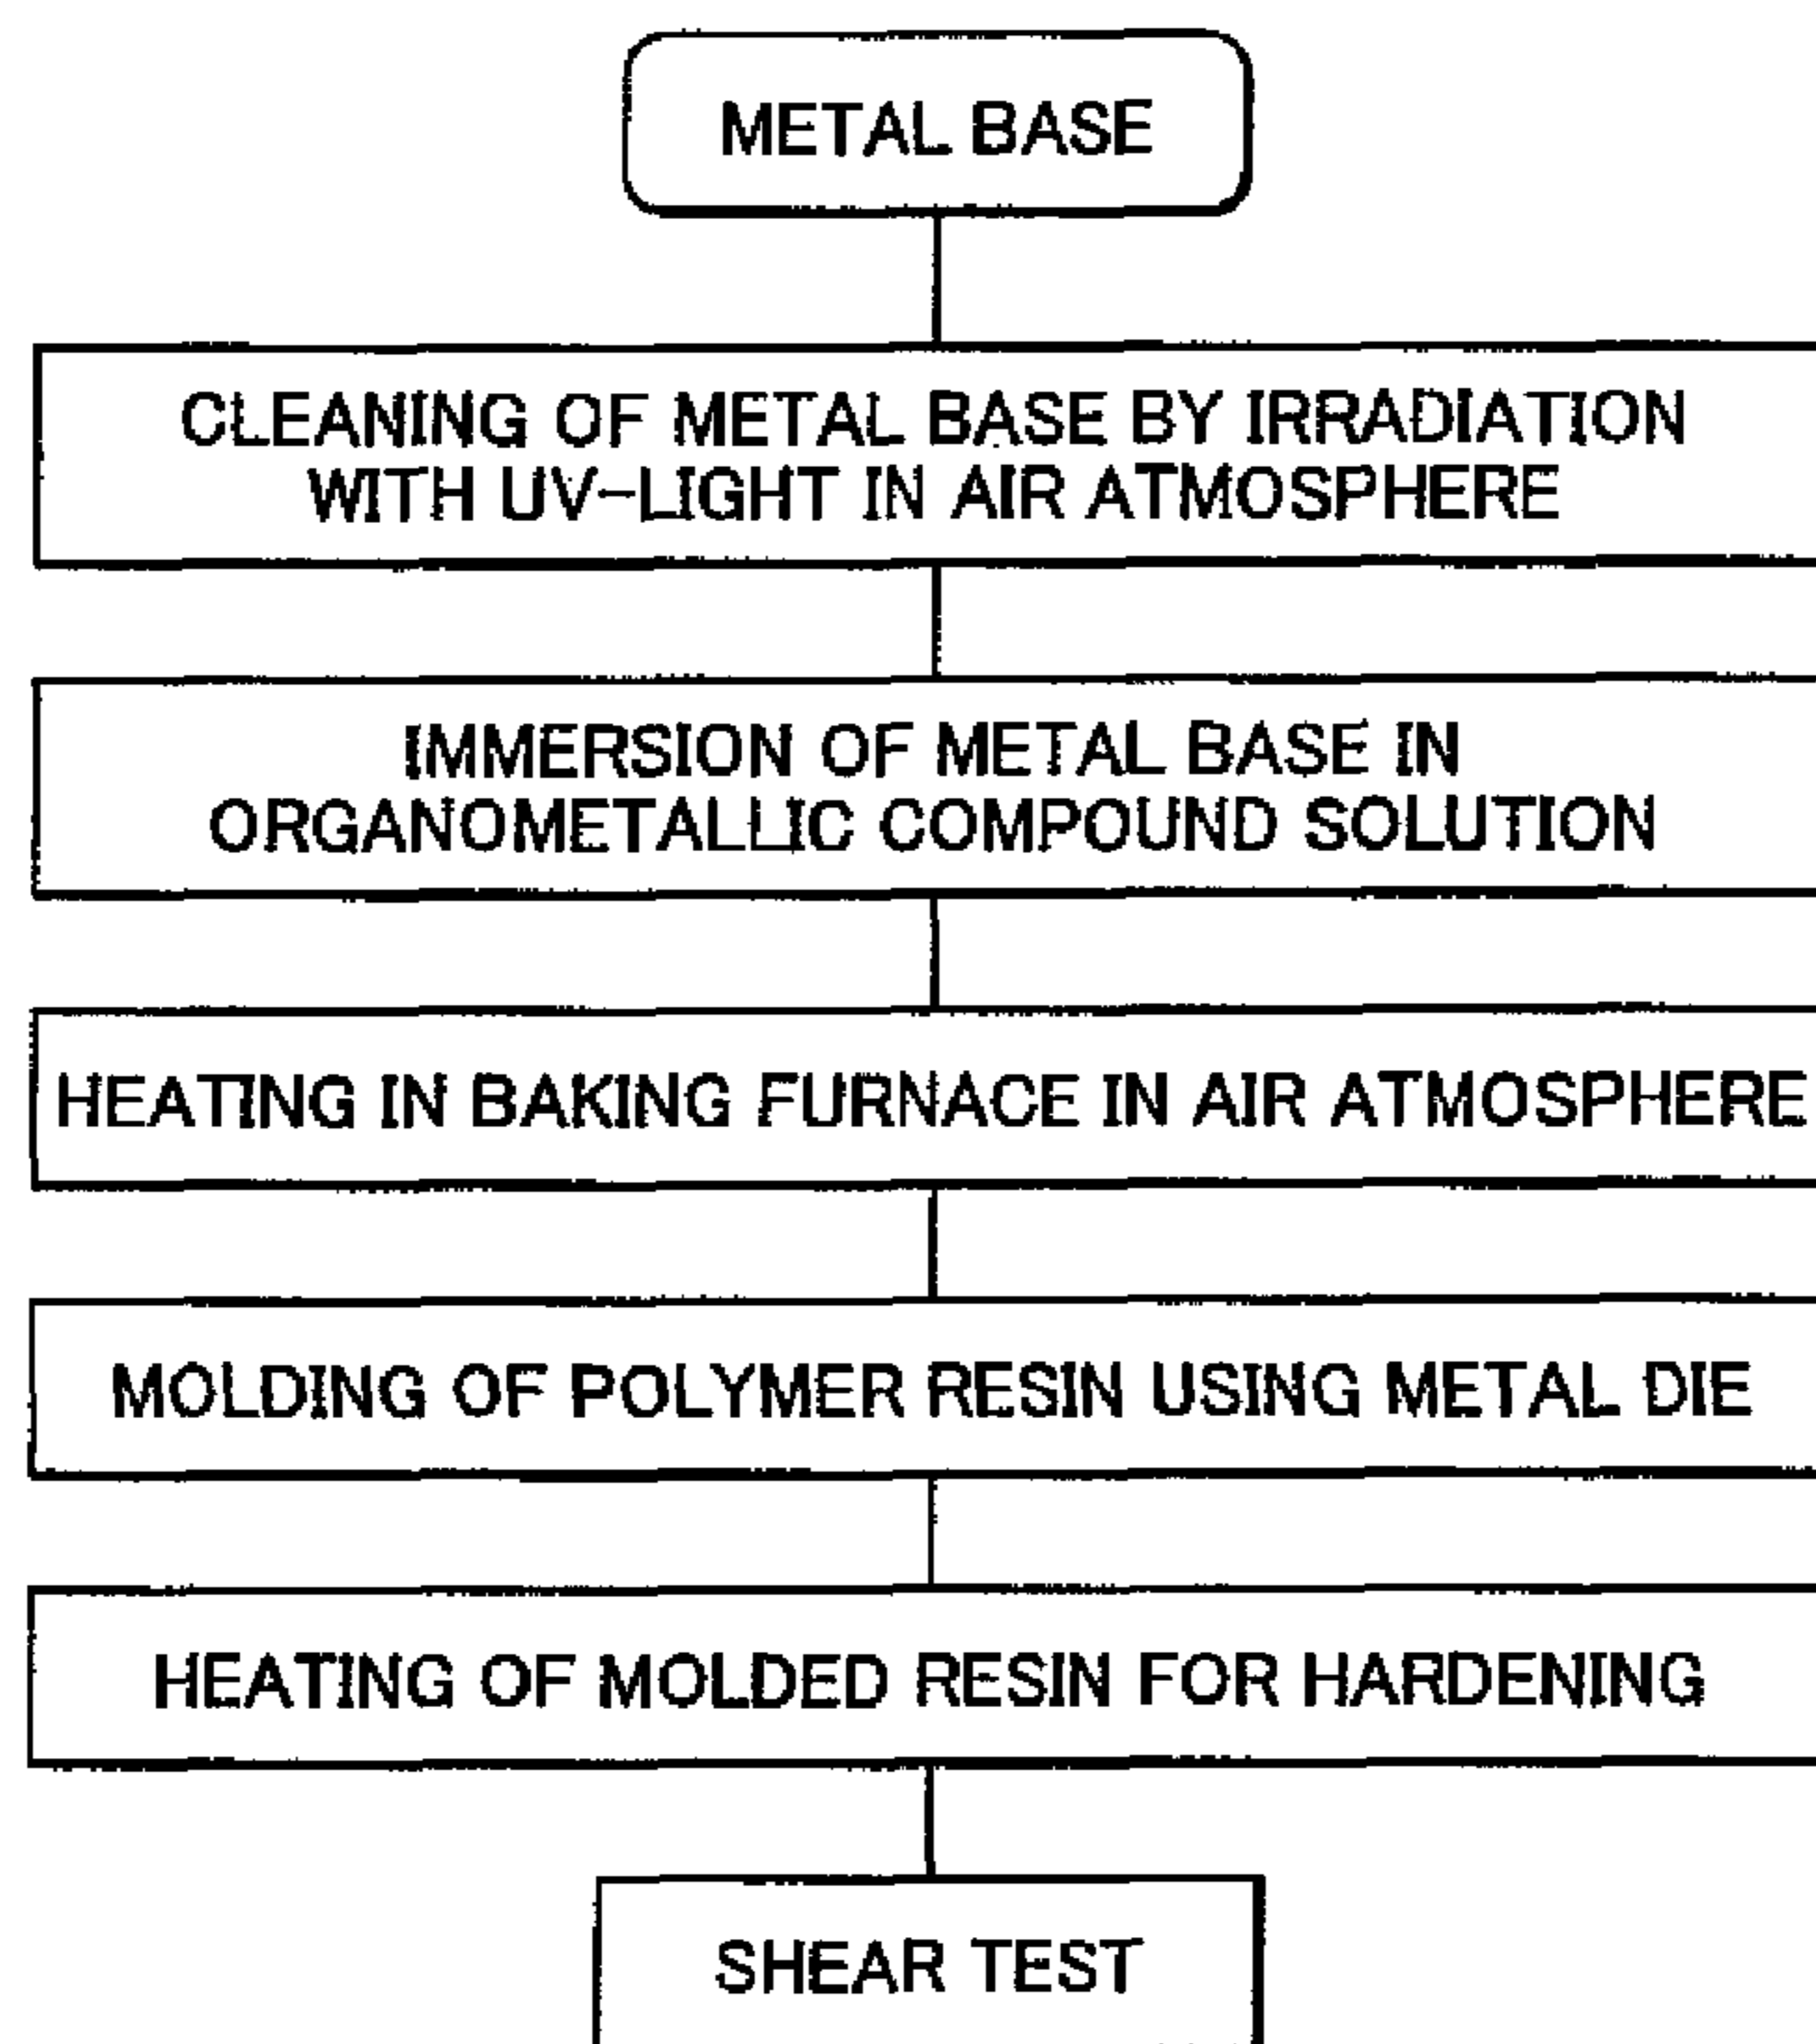 METAL BASE
CLEANING OF METAL BASE BY IRRADIATION
WITH UV-LIGHT IN AIR ATMOSPHERE
IMMERSION OF METAL BASE IN
ORGANOMETALLIC COMPOUND SOLUTION
HEATING IN BAKING FURNACE IN AIR ATMOSPHERE
MOLDING OF POLYMER RESIN USING METAL DIE
HEATING OF MOLDED RESIN FOR HARDENING
SHEAR TEST